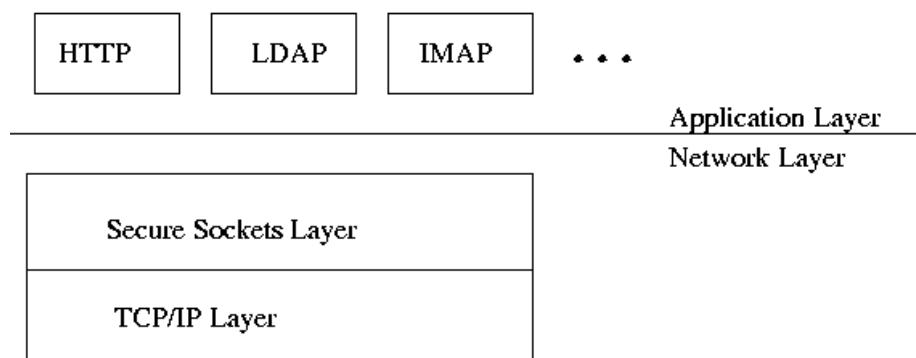 HTTP LDAP IMAP ...
Application Layer
Network Layer
Secure Sockets Layer
TCP/IP Layer